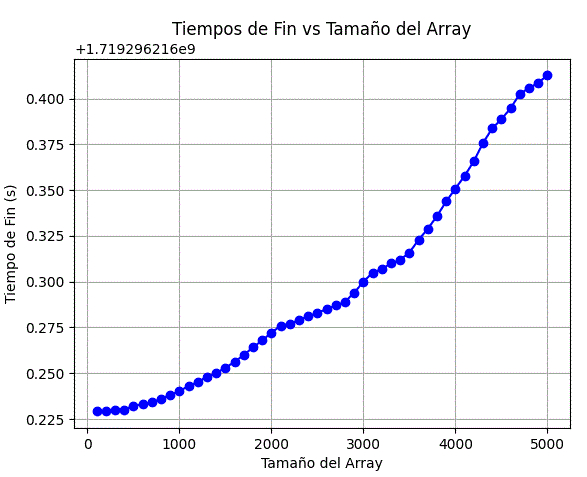 Tiempos de Fin vs Tamaño del Array
+1.719296216e9
0.400
0.375
0.350
0.325
0.300
0.275
0.250
0.225
Tiempo de Fin (s)
0 1000 2000 3000 4000 5000
Tamaño del Array